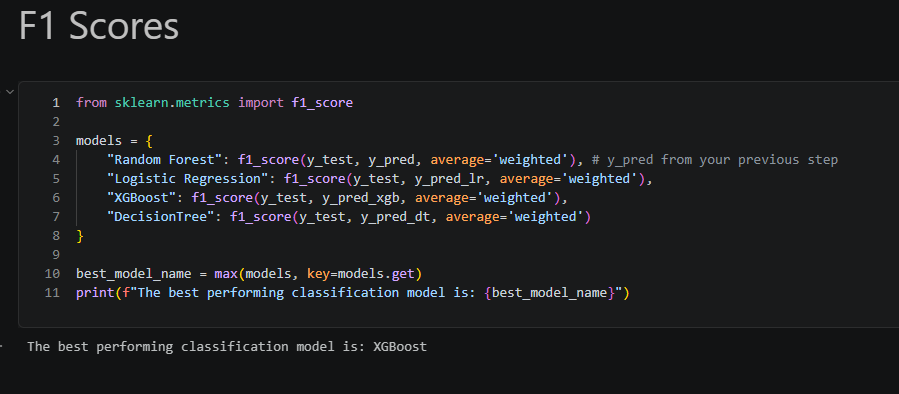 F1 Scores
1 from sklearn.metrics import f1_score
2
3 models = {
4     "Random Forest": f1_score(y_test, y_pred, average='weighted'), # y_pred from your previous step
5     "Logistic Regression": f1_score(y_test, y_pred_lr, average='weighted'),
6     "XGBoost": f1_score(y_test, y_pred_xgb, average='weighted'),
7     "DecisionTree": f1_score(y_test, y_pred_dt, average='weighted')
8 }
9
10 best_model_name = max(models, key=models.get)
11 print(f"The best performing classification model is: {best_model_name}")
The best performing classification model is: XGBoost